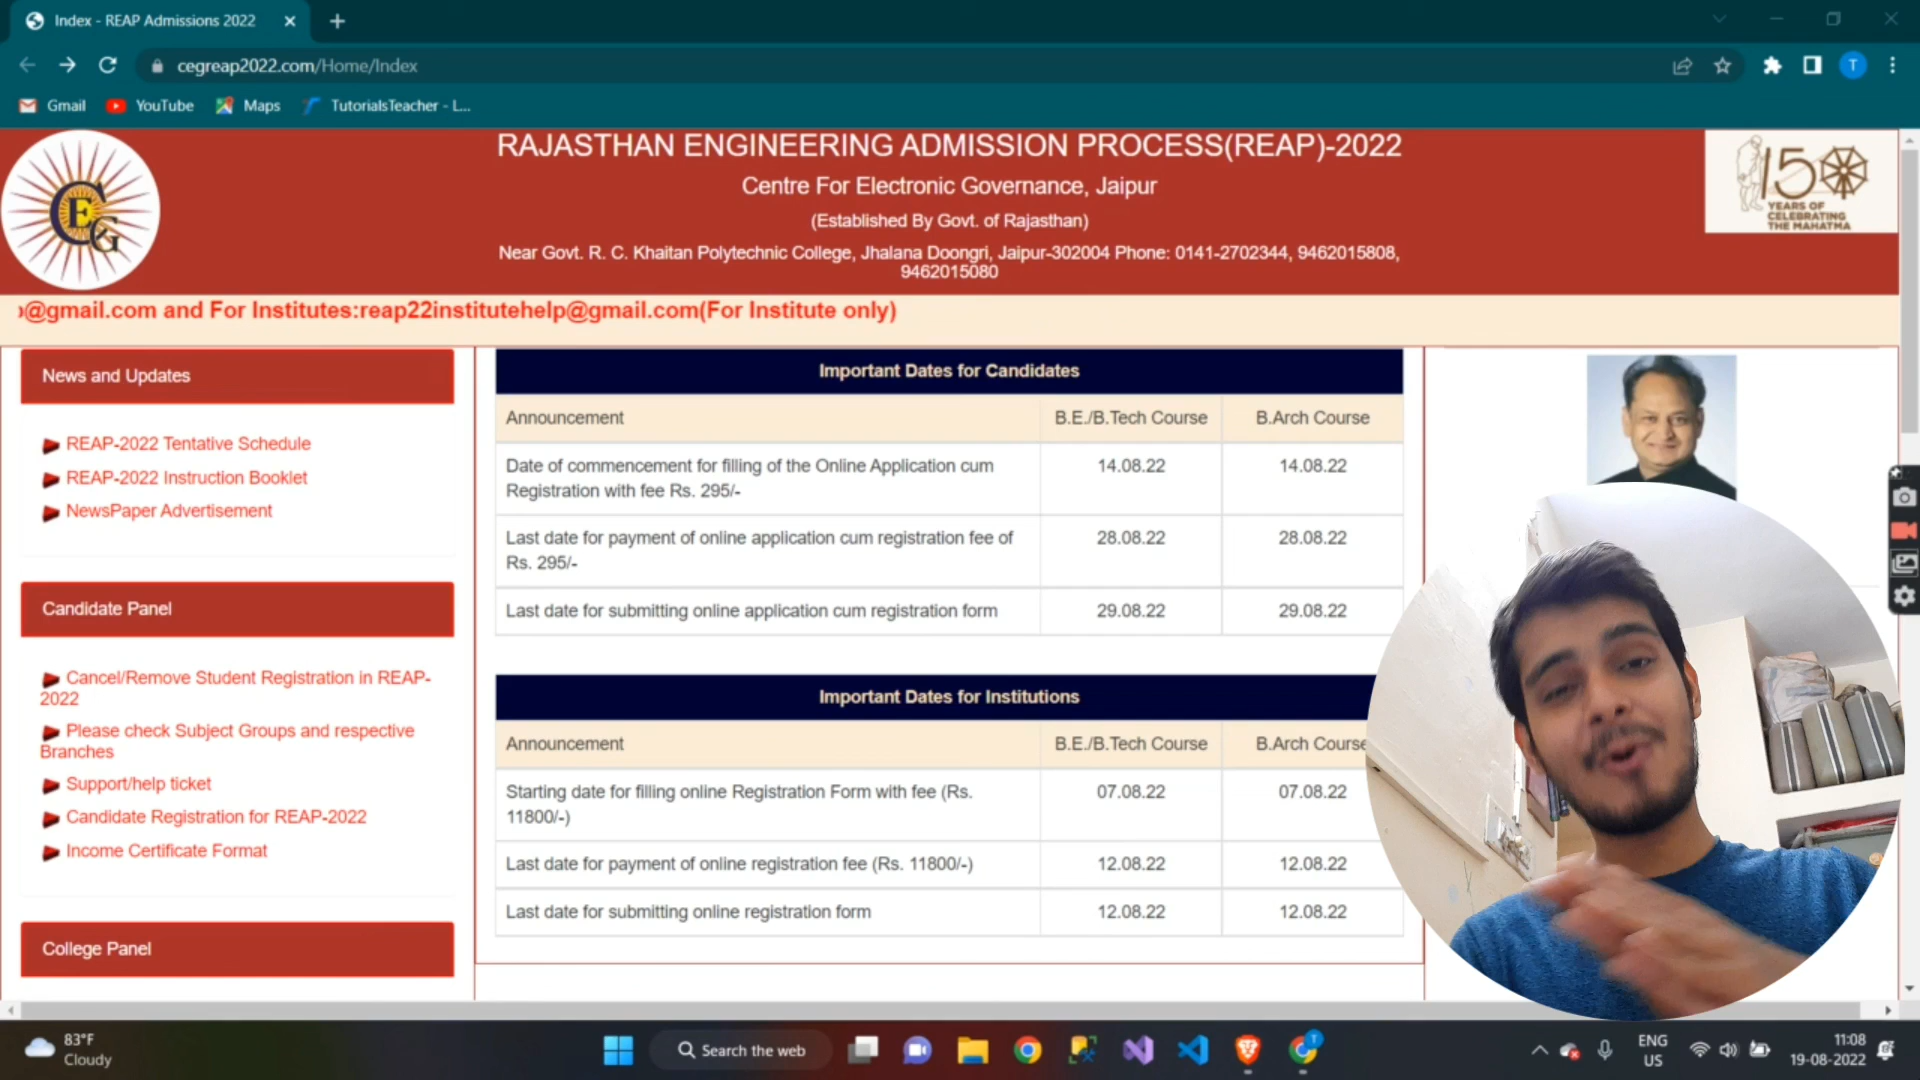 Index - REAP Admissions 2022
cegreap2022.com/Home/Index
Gmail YouTube Maps TutorialsTeacher - L...
RAJASTHAN ENGINEERING ADMISSION PROCESS(REAP)-2022
Centre For Electronic Governance, Jaipur
(Established By Govt. of Rajasthan)
Near Govt. R. C. Khaitan Polytechnic College, Jhalana Doongri, Jaipur-302004 Phone: 0141-2702344, 9462015808,
9462015080
CEG
150
YEARS OF
CELEBRATING
THE MAHATMA
@gmail.com and For Institutes:reap22institutehelp@gmail.com(For Institute only)
News and Updates
REAP-2022 Tentative Schedule
REAP-2022 Instruction Booklet
NewsPaper Advertisement
Candidate Panel
Cancel/Remove Student Registration in REAP-
2022
Please check Subject Groups and respective
Branches
Support/help ticket
Candidate Registration for REAP-2022
Income Certificate Format
College Panel
Important Dates for Candidates
Announcement B.E./B.Tech Course B.Arch Course
Date of commencement for filling of the Online Application cum
Registration with fee Rs. 295/- 14.08.22 14.08.22
Last date for payment of online application cum registration fee of
Rs. 295/- 28.08.22 28.08.22
Last date for submitting online application cum registration form 29.08.22 29.08.22
Important Dates for Institutions
Announcement B.E./B.Tech Course B.Arch Course
Starting date for filling online Registration Form with fee (Rs.
11800/-) 07.08.22 07.08.22
Last date for payment of online registration fee (Rs. 11800/-) 12.08.22 12.08.22
Last date for submitting online registration form 12.08.22 12.08.22
83°F
Cloudy
Search the web
ENG
US
11:08
19-08-2022
T